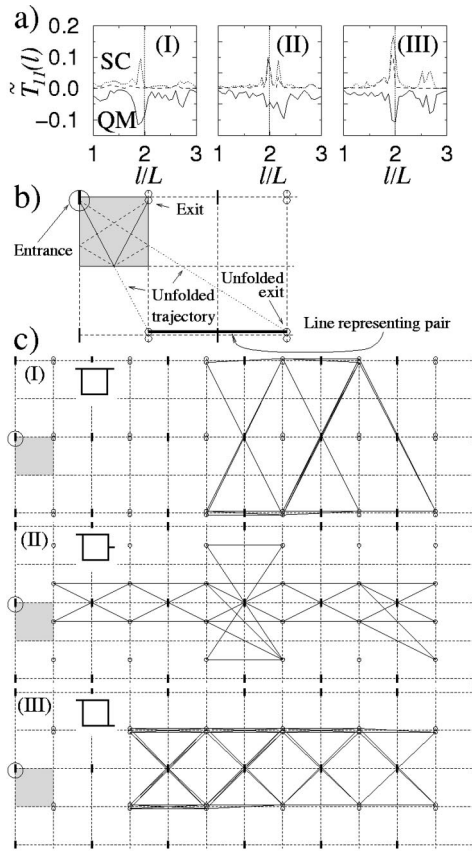 a)
0.2
0.1
0.0
−0.1
T̃₁₁(l)
SC
QM
(I)
(II)
(III)
1 2 3
1 2 3
1 2 3
l/L
l/L
l/L
b)
Entrance
Exit
Unfolded
trajectory
Unfolded
exit
Line representing pair
c)
(I)
(II)
(III)